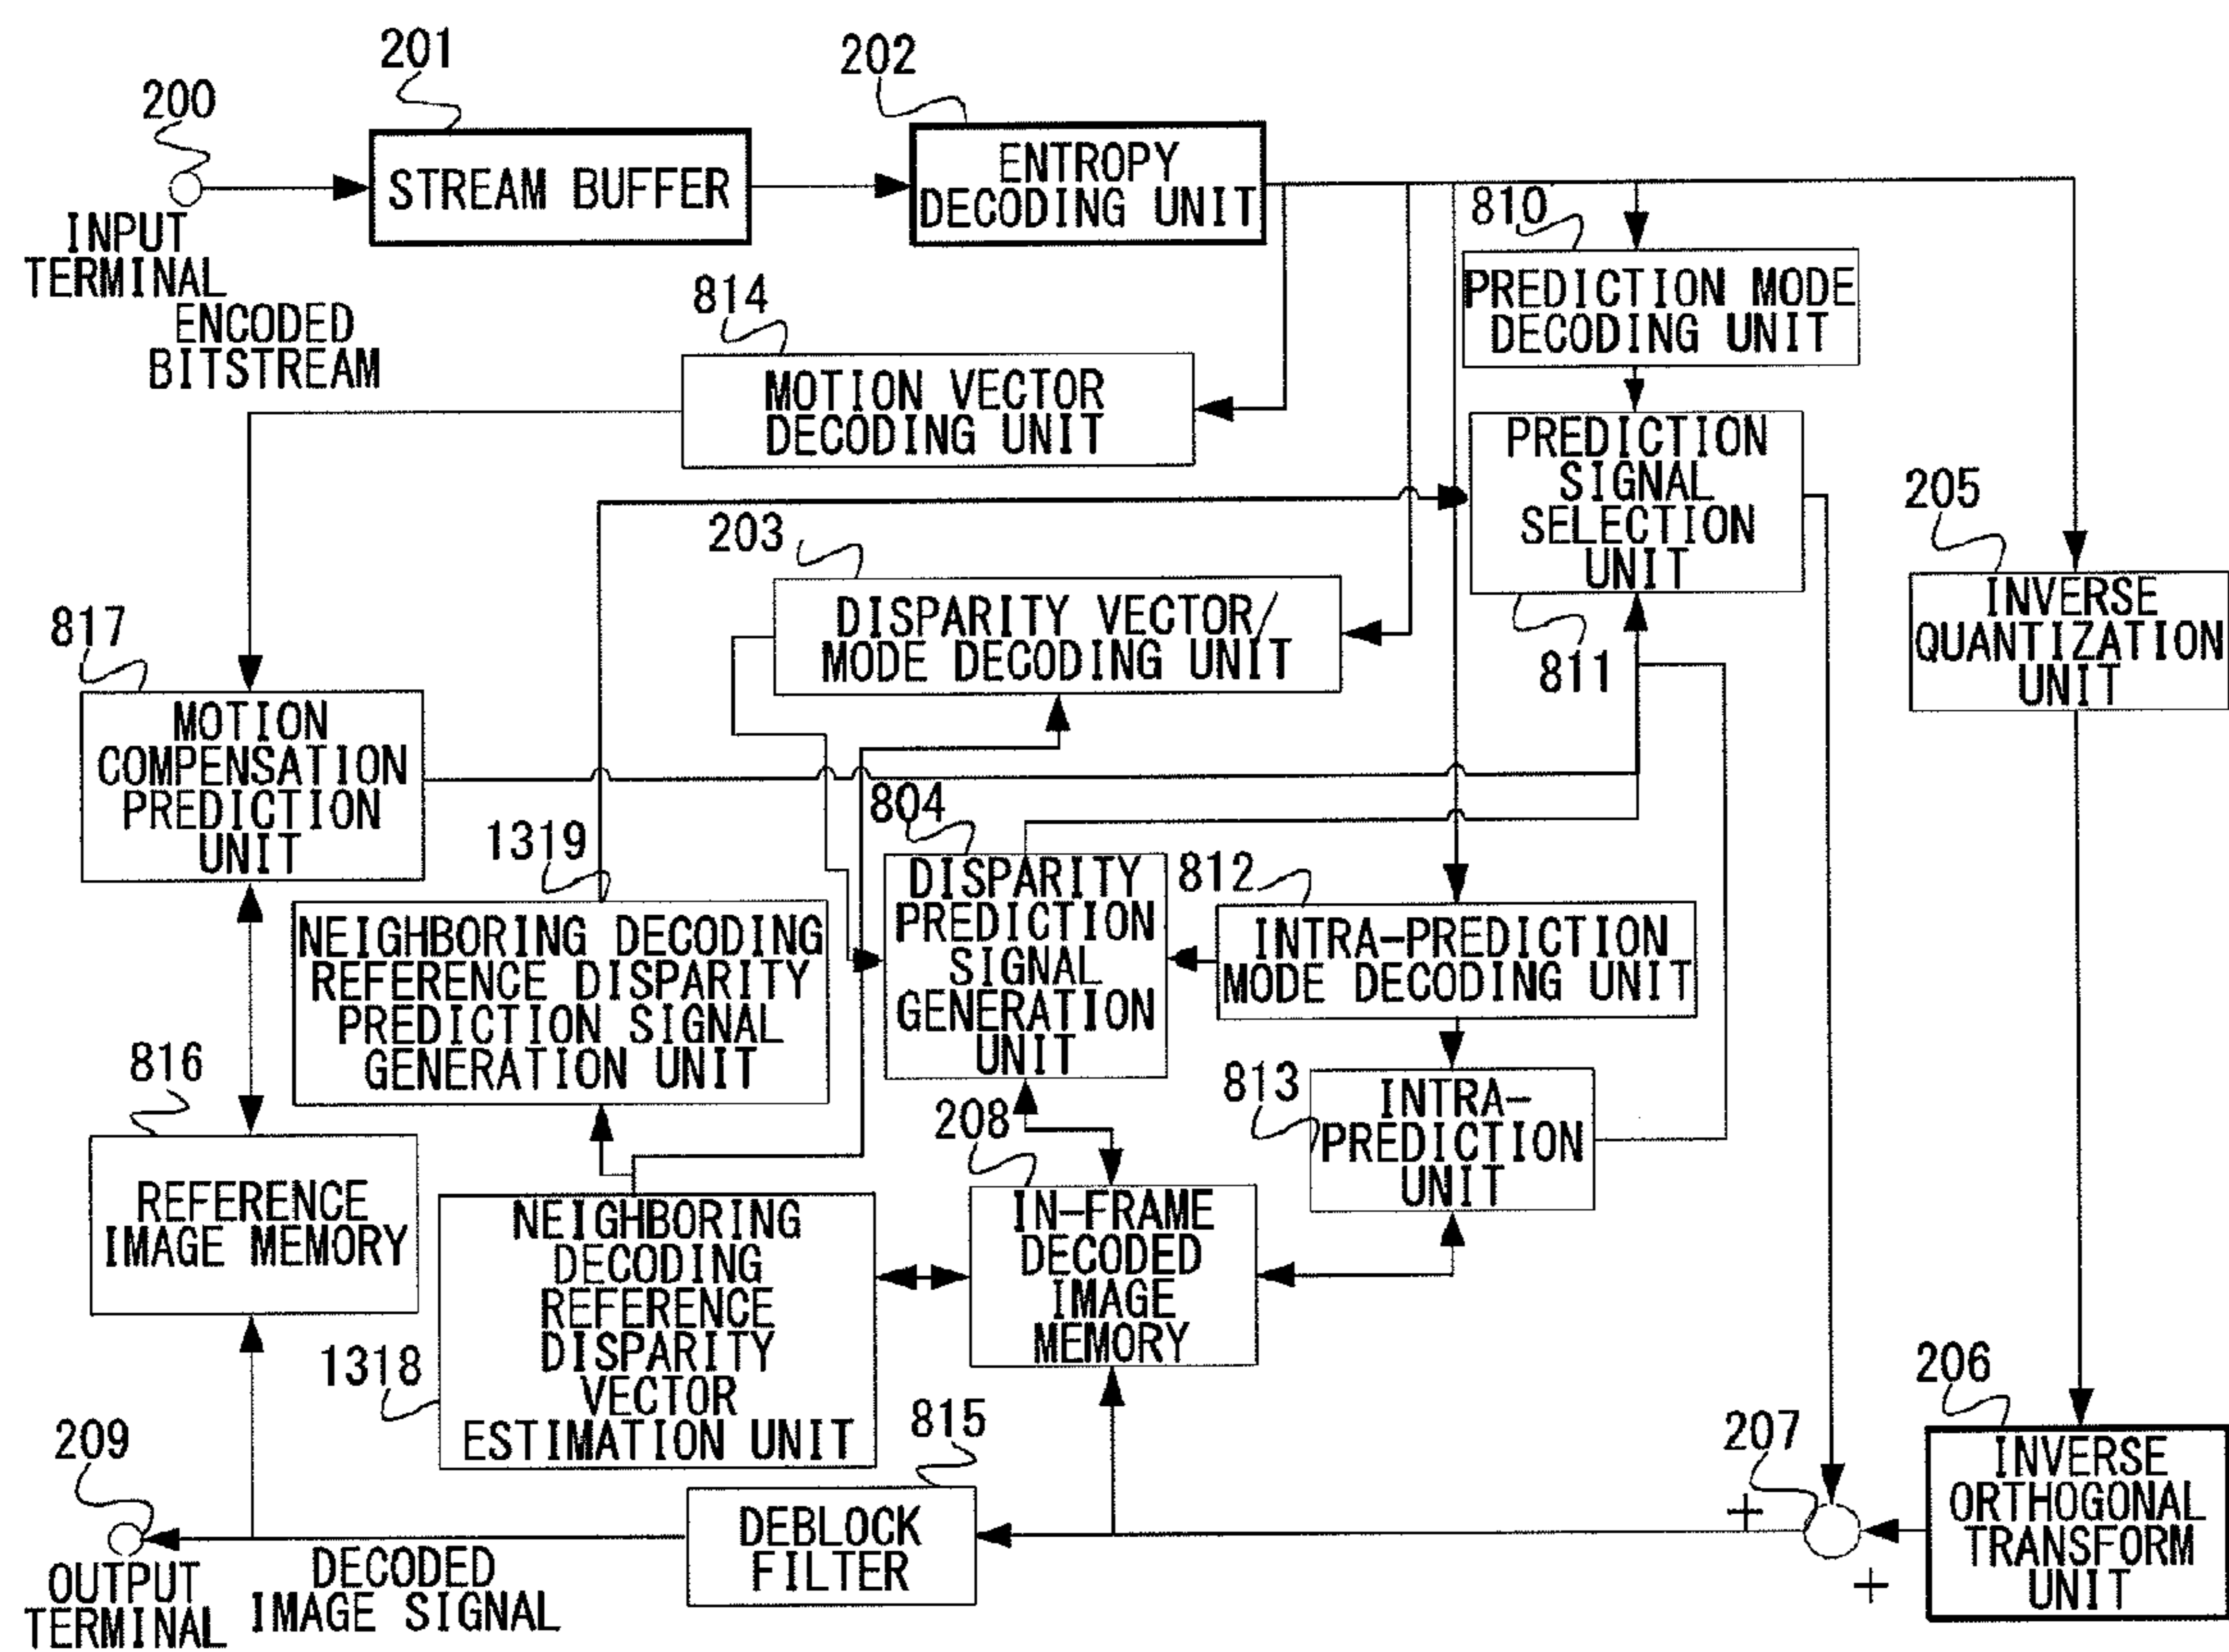 201
202
200
STREAM BUFFER
ENTROPY
DECODING UNIT
INPUT
TERMINAL
ENCODED
BITSTREAM
810
PREDICTION MODE
DECODING UNIT
814
MOTION VECTOR
DECODING UNIT
PREDICTION
SIGNAL
SELECTION
UNIT
811
205
INVERSE
QUANTIZATION
UNIT
203
DISPARITY VECTOR/
MODE DECODING UNIT
817
MOTION
COMPENSATION
PREDICTION
UNIT
804
DISPARITY
PREDICTION
SIGNAL
GENERATION
UNIT
1319
NEIGHBORING DECODING
REFERENCE DISPARITY
PREDICTION SIGNAL
GENERATION UNIT
812
INTRA-PREDICTION
MODE DECODING UNIT
813
INTRA-
PREDICTION
UNIT
816
REFERENCE
IMAGE MEMORY
208
IN-FRAME
DECODED
IMAGE
MEMORY
1318
NEIGHBORING
DECODING
REFERENCE
DISPARITY
VECTOR
ESTIMATION UNIT
206
INVERSE
ORTHOGONAL
TRANSFORM
UNIT
207
+
+
815
DEBLOCK
FILTER
209
OUTPUT
TERMINAL
DECODED
IMAGE SIGNAL